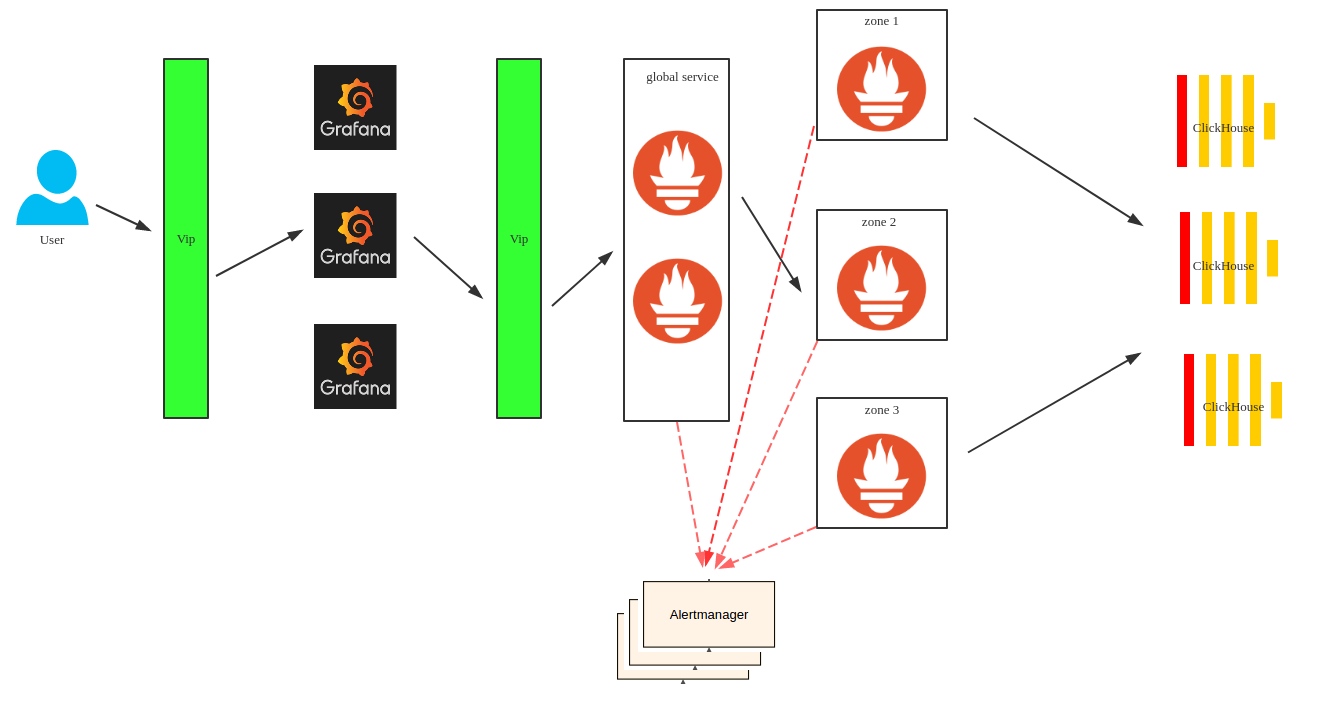 User
Vip
Grafana
Grafana
Grafana
Vip
global service
zone 1
zone 2
zone 3
ClickHouse
ClickHouse
ClickHouse
Alertmanager